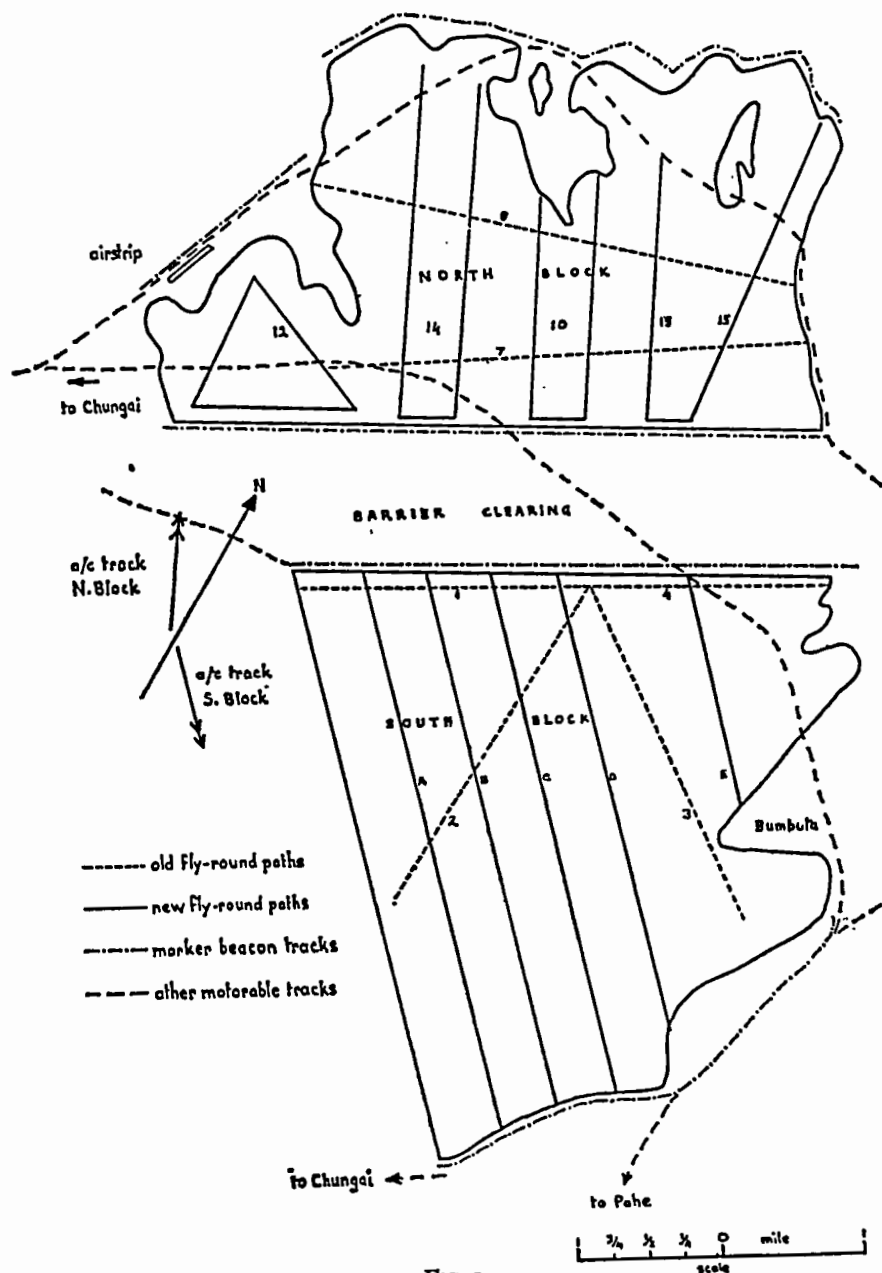 airstrip
9
NORTH BLOCK
12
14
10
13
15
7
to Chungai
N
BARRIER CLEARING
a/c track
N. Block
1
4
a/c track
S. Block
SOUTH BLOCK
A
B
C
D
E
2
3
Bumbuta
old fly-round paths
new fly-round paths
marker beacon tracks
other motorable tracks
to Chungai
to Pahe
3/4 1/2 1/4 0 mile
scale